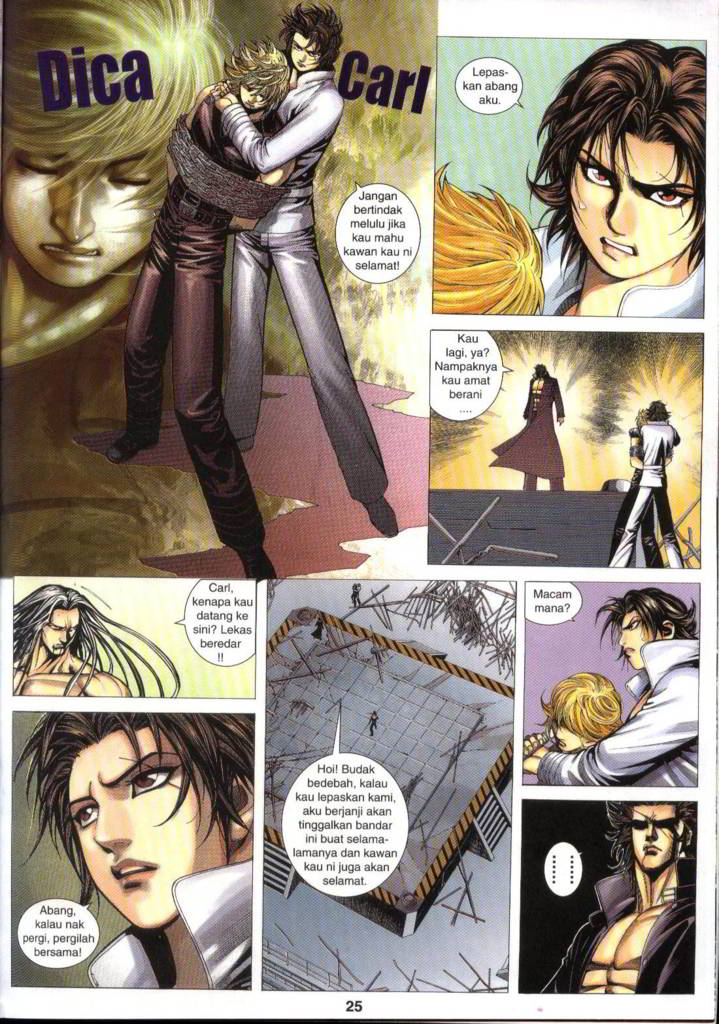 Dica
Carl
Jangan
bertindak
melulu jika
kau mahu
kawan kau ni
selamat!
Lepas-
kan abang
aku.
Kau
lagi, ya?
Nampaknya
kau amat
berani
....
Carl,
kenapa kau
datang ke
sini? Lekas
beredar
!!
Abang,
kalau nak
pergi, pergilah
bersama!
Hoi! Budak
bedebah, kalau
kau lepaskan kami,
aku berjanji akan
tinggalkan bandar
ini buat selama-
lamanya dan kawan
kau ni juga akan
selamat.
Macam
mana?
......
25